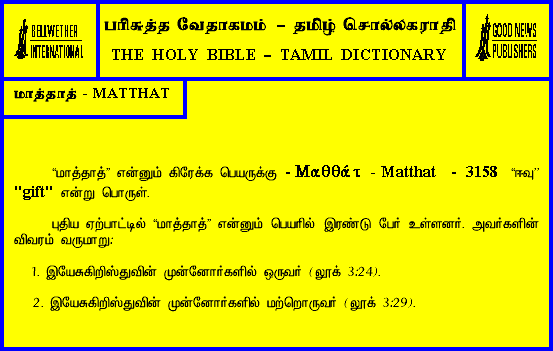 BELLWETHER
INTERNATIONAL
பரிசுத்த வேதாகமம் – தமிழ் சொல்லகராதி
THE HOLY BIBLE – TAMIL DICTIONARY
GOOD NEWS
PUBLISHERS
மாத்தாத் - MATTHAT
“மாத்தாத்” என்னும் கிரேக்க பெயருக்கு - Μαθθάτ - Matthat - 3158 “ஈவு”
"gift" என்று பொருள்.
புதிய ஏற்பாட்டில் “மாத்தாத்” என்னும் பெயரில் இரண்டு பேர் உள்ளனர். அவர்களின்
விவரம் வருமாறு:
1. இயேசுகிறிஸ்துவின் முன்னோர்களில் ஒருவர் (லூக் 3:24).
2. இயேசுகிறிஸ்துவின் முன்னோர்களில் மற்றொருவர் (லூக் 3:29).